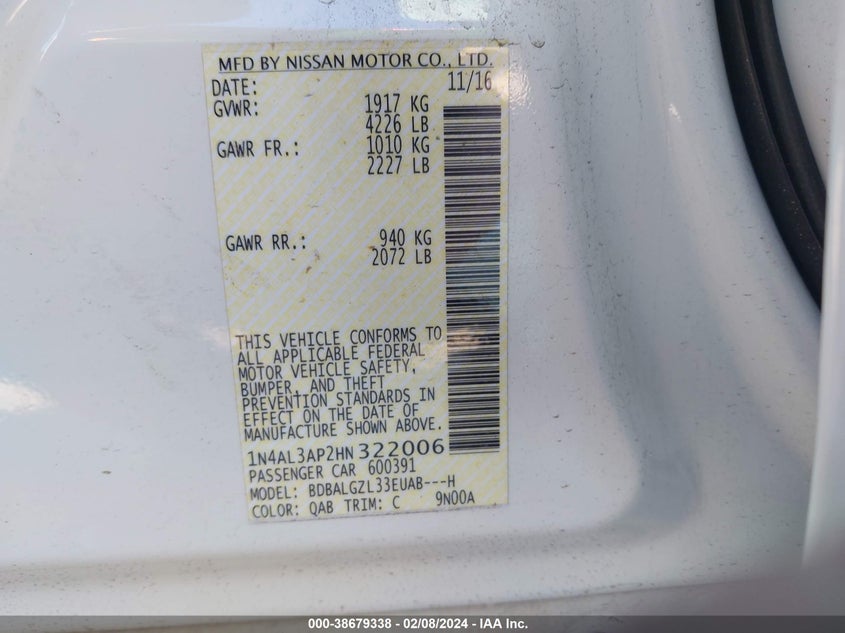 MFD BY NISSAN MOTOR CO., LTD.
DATE: 11/16
GVWR: 1917 KG
4226 LB
GAWR FR.: 1010 KG
2227 LB
GAWR RR.: 940 KG
2072 LB
THIS VEHICLE CONFORMS TO
ALL APPLICABLE FEDERAL
MOTOR VEHICLE SAFETY,
BUMPER, AND THEFT
PREVENTION STANDARDS IN
EFFECT ON THE DATE OF
MANUFACTURE SHOWN ABOVE.
1N4AL3AP2HN322006
PASSENGER CAR 600391
MODEL: BDBALGZL33EUAB---H
COLOR: QAB TRIM: C 9N00A
000-38679338 - 02/08/2024 - IAA Inc.